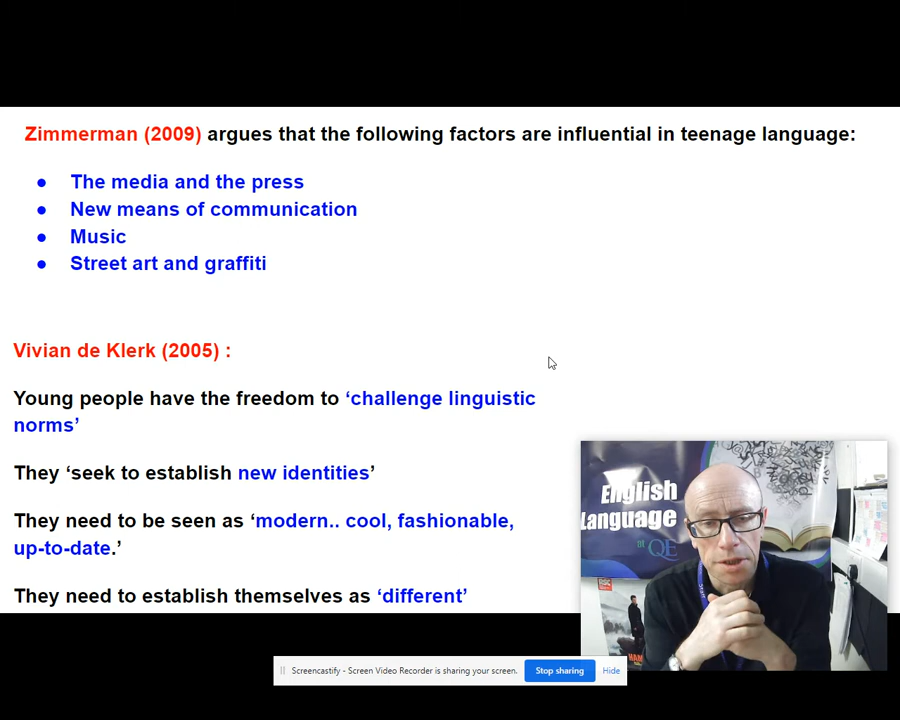 Zimmerman (2009) argues that the following factors are influential in teenage language:
● The media and the press
● New means of communication
● Music
● Street art and graffiti
Vivian de Klerk (2005) :
Young people have the freedom to ‘challenge linguistic
norms’
They ‘seek to establish new identities’
They need to be seen as ‘modern.. cool, fashionable,
up-to-date.’
They need to establish themselves as ‘different’
English
Language
at QE
Screencastify - Screen Video Recorder is sharing your screen.
Stop sharing
Hide